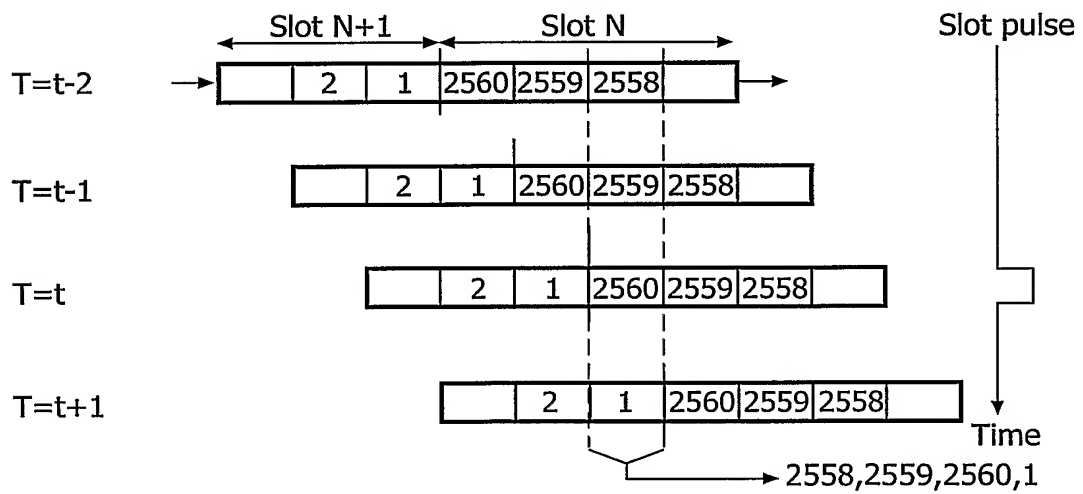 Slot N+1 Slot N Slot pulse
T=t-2 2 1 2560 2559 2558
T=t-1 2 1 2560 2559 2558
T=t 2 1 2560 2559 2558
T=t+1 2 1 2560 2559 2558
Time
2558,2559,2560,1